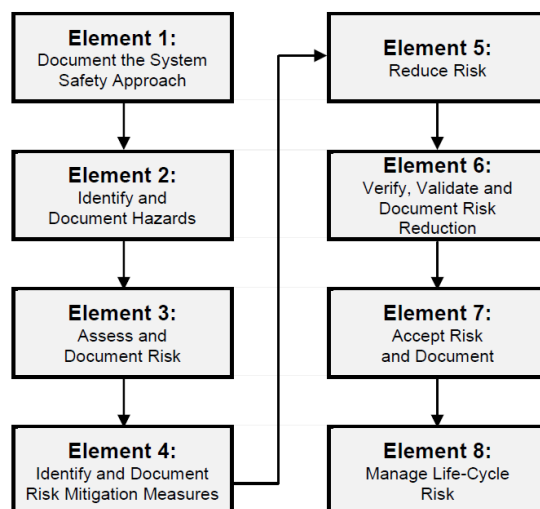 Element 1:
Document the System
Safety Approach
Element 2:
Identify and
Document Hazards
Element 3:
Assess and
Document Risk
Element 4:
Identify and Document
Risk Mitigation Measures
Element 5:
Reduce Risk
Element 6:
Verify, Validate and
Document Risk
Reduction
Element 7:
Accept Risk
and Document
Element 8:
Manage Life-Cycle
Risk